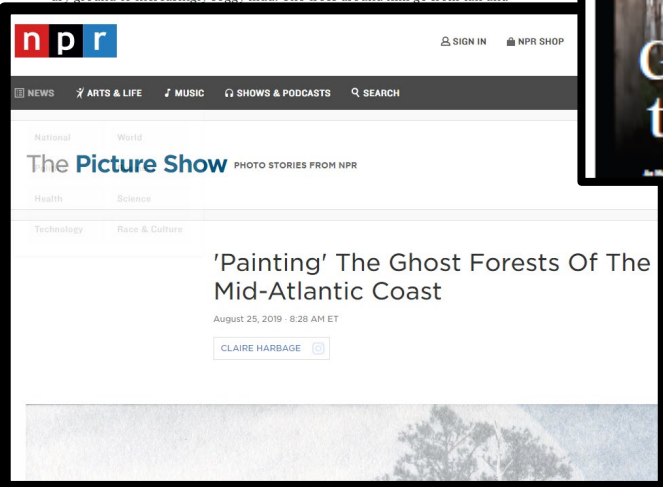 npr
SIGN IN
NPR SHOP
NEWS
ARTS & LIFE
MUSIC
SHOWS & PODCASTS
SEARCH
National
World
The Picture Show PHOTO STORIES FROM NPR
Health
Science
Technology
Race & Culture
'Painting' The Ghost Forests Of The
Mid-Atlantic Coast
August 25, 2019 · 8:28 AM ET
CLAIRE HARBAGE
G
t